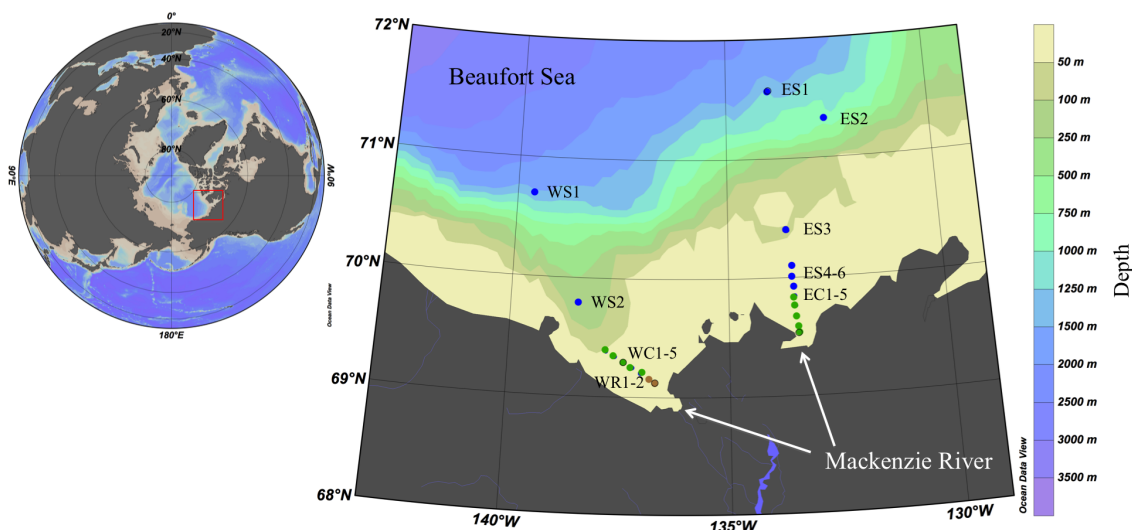 0°
20°N
40°N
60°N
80°N
90°E
90°W
180°E
Ocean Data View
72°N
71°N
70°N
69°N
68°N
140°W
135°W
130°W
Beaufort Sea
ES1
ES2
WS1
ES3
ES4-6
EC1-5
WS2
WC1-5
WR1-2
Mackenzie River
Ocean Data View
50 m
100 m
250 m
500 m
750 m
1000 m
1250 m
1500 m
2000 m
2500 m
3000 m
3500 m
Depth